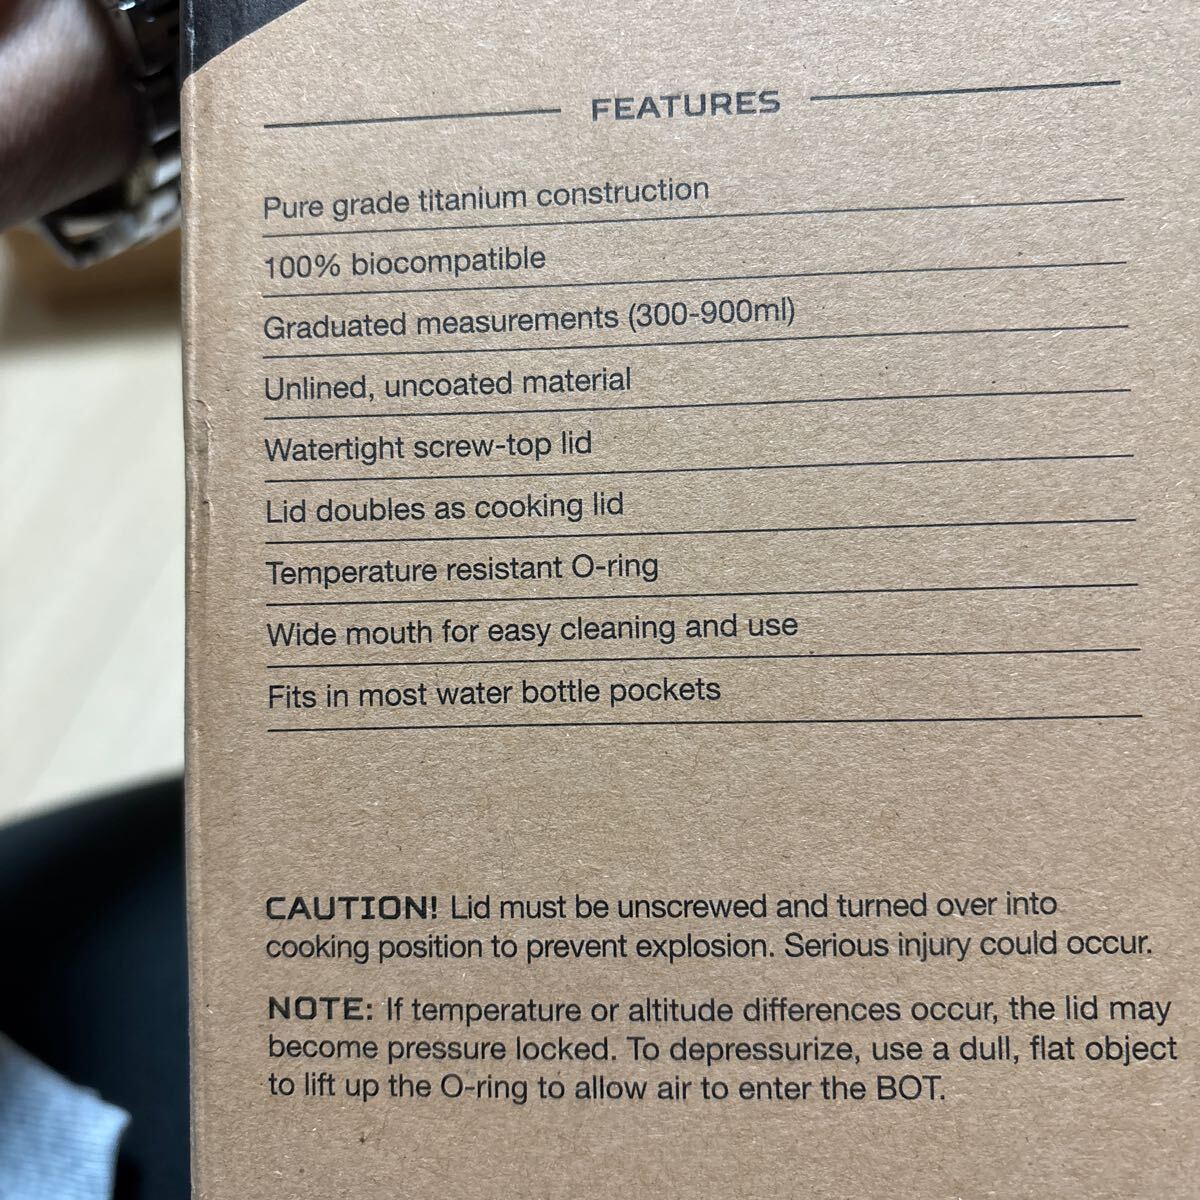 FEATURES
Pure grade titanium construction
100% biocompatible
Graduated measurements (300-900ml)
Unlined, uncoated material
Watertight screw-top lid
Lid doubles as cooking lid
Temperature resistant O-ring
Wide mouth for easy cleaning and use
Fits in most water bottle pockets
CAUTION! Lid must be unscrewed and turned over into
cooking position to prevent explosion. Serious injury could occur.
NOTE: If temperature or altitude differences occur, the lid may
become pressure locked. To depressurize, use a dull, flat object
to lift up the O-ring to allow air to enter the BOT.